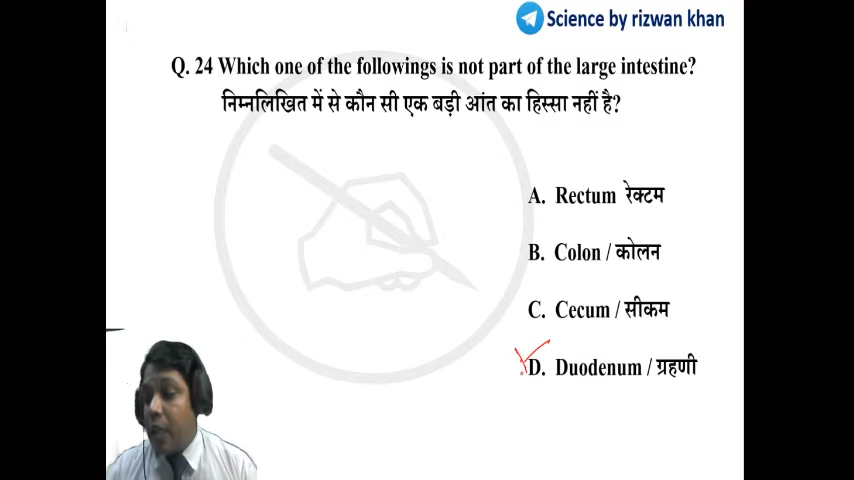 Science by rizwan khan
Q. 24 Which one of the followings is not part of the large intestine?
निम्नलिखित में से कौन सी एक बड़ी आंत का हिस्सा नहीं है?
A. Rectum रेक्टम
B. Colon / कोलन
C. Cecum / सीकम
D. Duodenum / ग्रहणी